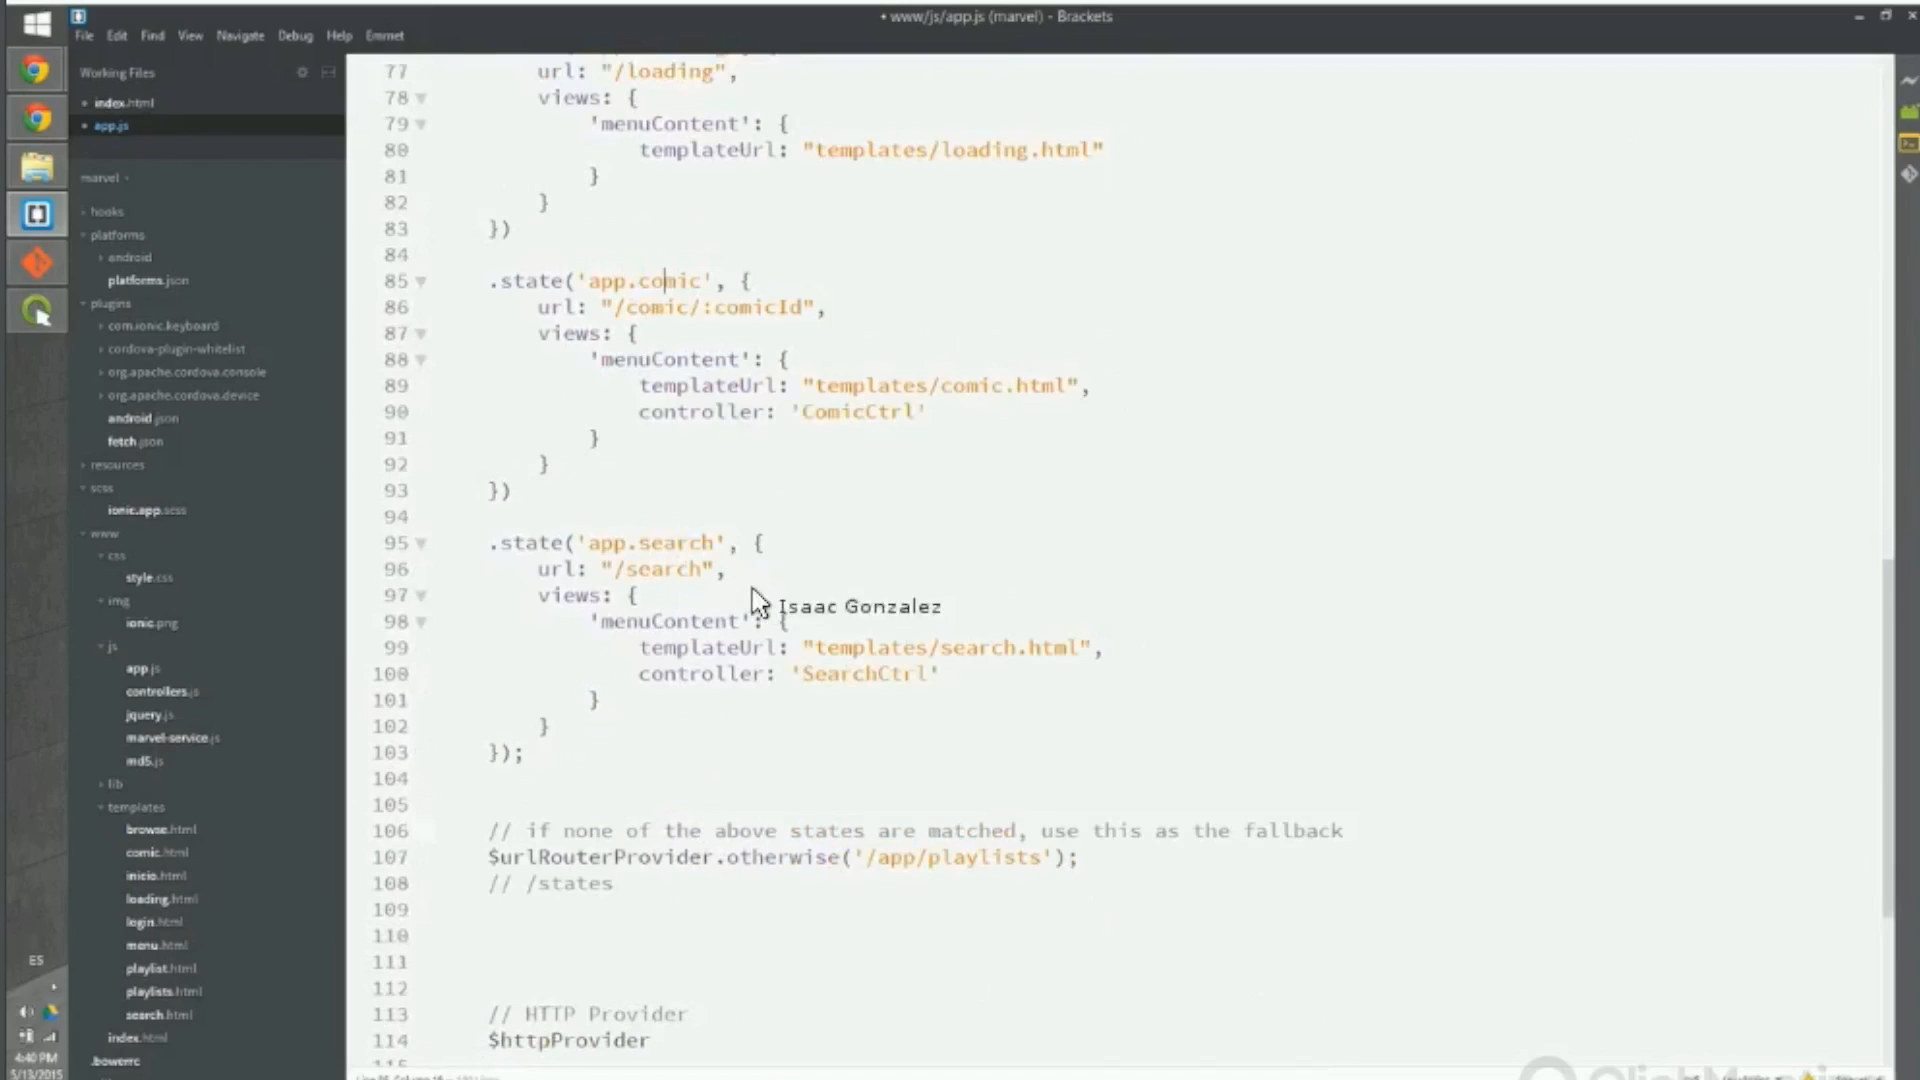 www/js/app.js (marvel) - Brackets
File Edit Find View Navigate Debug Help Emmet
Working Files
index.html
app.js
marvel
hooks
platforms
android
platforms.json
plugins
com.ionic.keyboard
cordova-plugin-whitelist
org.apache.cordova.console
org.apache.cordova.device
android.json
fetch.json
resources
scss
ionic.app.scss
www
css
style.css
img
ionic.png
js
app.js
controllers.js
jquery.js
marvel-service.js
md5.js
lib
templates
browse.html
comic.html
inicio.html
loading.html
login.html
menu.html
playlist.html
playlists.html
search.html
index.html
.bowerrc
77 url: "/loading",
78 views: {
79 'menuContent': {
80 templateUrl: "templates/loading.html"
81 }
82 }
83 })
84
85 .state('app.comic', {
86 url: "/comic/:comicId",
87 views: {
88 'menuContent': {
89 templateUrl: "templates/comic.html",
90 controller: 'ComicCtrl'
91 }
92 }
93 })
94
95 .state('app.search', {
96 url: "/search",
97 views: {
Isaac Gonzalez
98 'menuContent': {
99 templateUrl: "templates/search.html",
100 controller: 'SearchCtrl'
101 }
102 }
103 });
104
105
106 // if none of the above states are matched, use this as the fallback
107 $urlRouterProvider.otherwise('/app/playlists');
108 // /states
109
110
111
112
113 // HTTP Provider
114 $httpProvider
115
ES
4:40 PM
5/13/2015